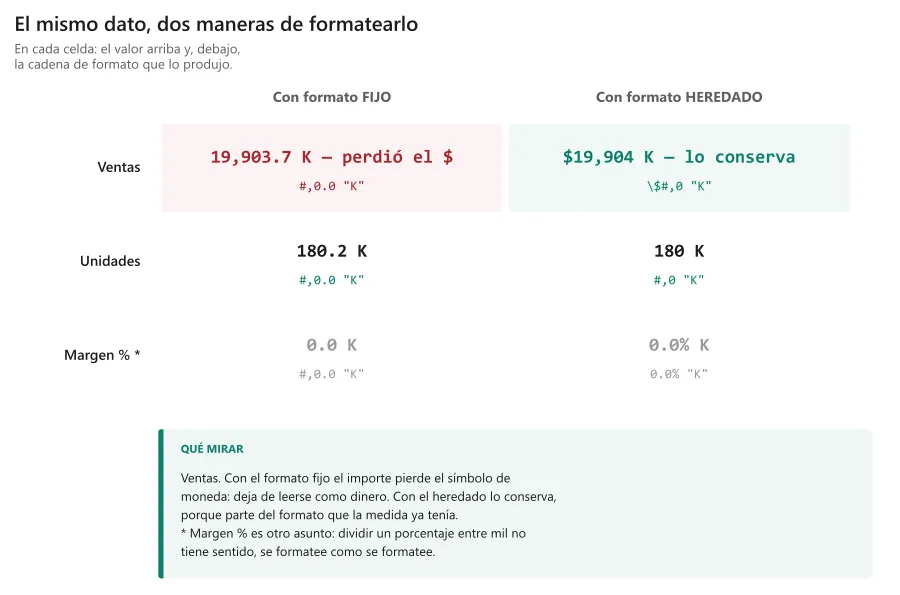 El mismo dato, dos maneras de formatearlo
En cada celda: el valor arriba y, debajo,
la cadena de formato que lo produjo.
Con formato FIJO
Con formato HEREDADO
Ventas
19,903.7 K — perdió el $
#,0.0 "K"
$19,904 K — lo conserva
\$#,0 "K"
Unidades
180.2 K
#,0.0 "K"
180 K
#,0 "K"
Margen % *
0.0 K
#,0.0 "K"
0.0% K
0.0% "K"
QUÉ MIRAR
Ventas. Con el formato fijo el importe pierde el símbolo de
moneda: deja de leerse como dinero. Con el heredado lo conserva,
porque parte del formato que la medida ya tenía.
* Margen % es otro asunto: dividir un porcentaje entre mil no
tiene sentido, se formatee como se formatee.